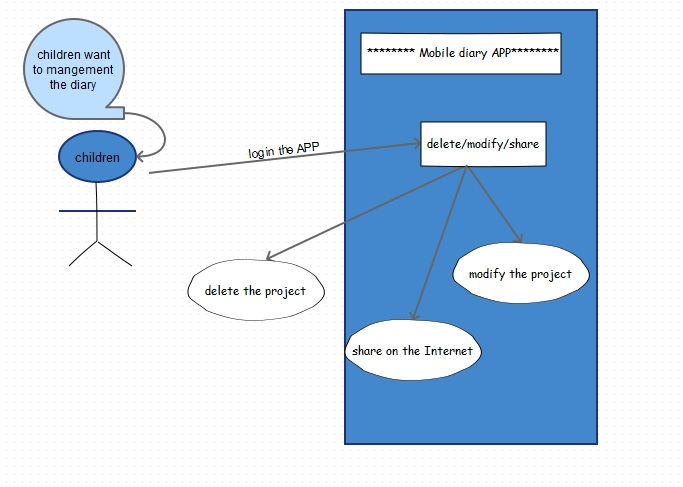 children want
to mangement
the diary
******** Mobile diary APP********
children
login the APP
delete/modify/share
delete the project
modify the project
share on the Internet